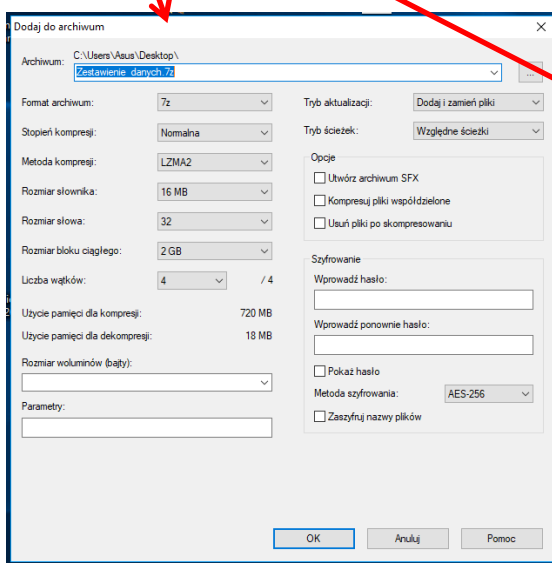 Dodaj do archiwum
Archiwum: C:\Users\Asus\Desktop\
Zestawienie danych.7z
...
Format archiwum: 7z
Stopień kompresji: Normalna
Metoda kompresji: LZMA2
Rozmiar słownika: 16 MB
Rozmiar słowa: 32
Rozmiar bloku ciągłego: 2 GB
Liczba wątków: 4 / 4
Użycie pamięci dla kompresji: 720 MB
Użycie pamięci dla dekompresji: 18 MB
Rozmiar woluminów (bajty):
Parametry:
Tryb aktualizacji: Dodaj i zamień pliki
Tryb ścieżek: Względne ścieżki
Opcje
Utwórz archiwum SFX
Kompresuj pliki współdzielone
Usuń pliki po skompresowaniu
Szyfrowanie
Wprowadź hasło:
Wprowadź ponownie hasło:
Pokaż hasło
Metoda szyfrowania: AES-256
Zaszyfruj nazwy plików
OK Anuluj Pomoc